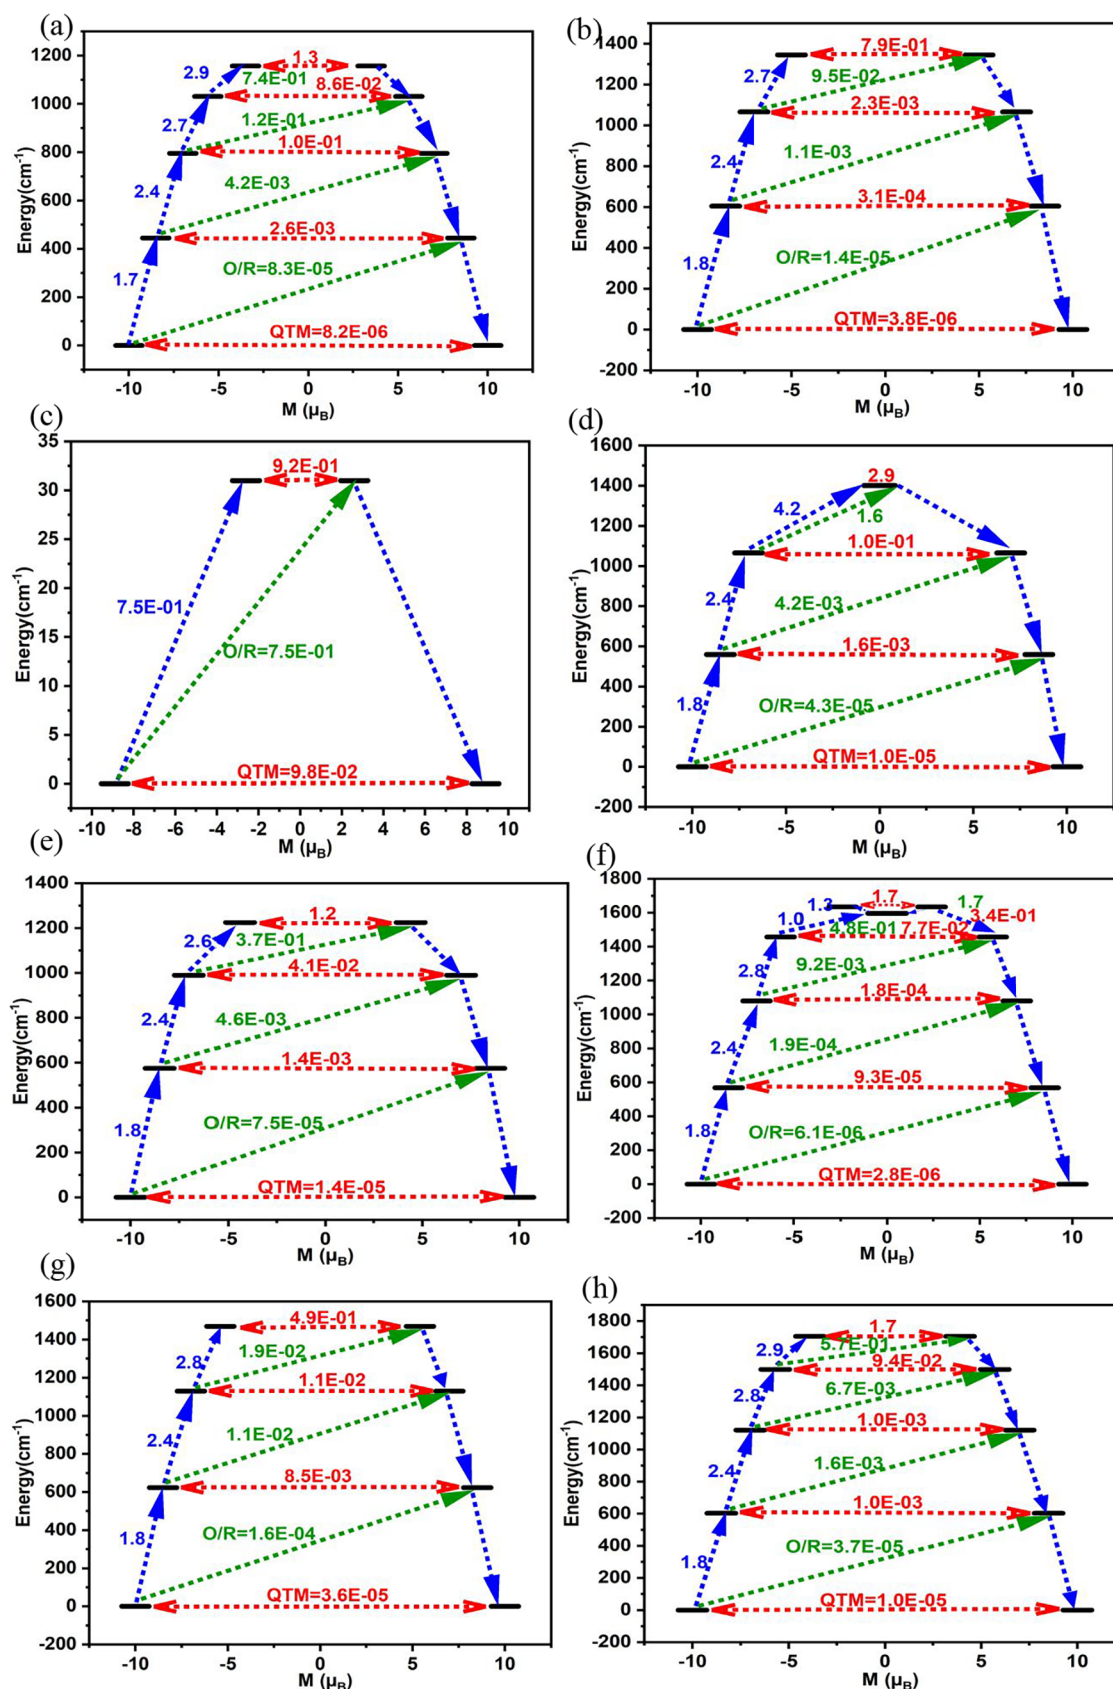 (a)
1200
1000
800
600
400
200
0
Energy(cm-1)
1.3
2.9
7.4E-01
8.6E-02
2.7
1.2E-01
1.0E-01
2.4
4.2E-03
2.6E-03
1.7
O/R=8.3E-05
QTM=8.2E-06
-10 -5 0 5 10
M (μB)
(b)
1400
1200
1000
800
600
400
200
0
-200
Energy(cm-1)
7.9E-01
2.7
9.5E-02
2.3E-03
2.4
1.1E-03
3.1E-04
1.8
O/R=1.4E-05
QTM=3.8E-06
-10 -5 0 5 10
M (μB)
(c)
35
30
25
20
15
10
5
0
Energy(cm-1)
9.2E-01
7.5E-01
O/R=7.5E-01
QTM=9.8E-02
-10 -8 -6 -4 -2 0 2 4 6 8 10
M (μB)
(d)
1600
1400
1200
1000
800
600
400
200
0
-200
Energy(cm-1)
2.9
4.2
1.6
1.0E-01
2.4
4.2E-03
1.6E-03
1.8
O/R=4.3E-05
QTM=1.0E-05
-10 -5 0 5 10
M (μB)
(e)
1400
1200
1000
800
600
400
200
0
Energy(cm-1)
1.2
2.6
3.7E-01
4.1E-02
2.4
4.6E-03
1.4E-03
1.8
O/R=7.5E-05
QTM=1.4E-05
-10 -5 0 5 10
M (μB)
(f)
1800
1600
1400
1200
1000
800
600
400
200
0
-200
Energy(cm-1)
1.7
1.3
1.7
1.0
3.4E-01
4.8E-01
7.7E-02
2.8
9.2E-03
1.8E-04
2.4
1.9E-04
9.3E-05
1.8
O/R=6.1E-06
QTM=2.8E-06
-10 -5 0 5 10
M (μB)
(g)
1600
1400
1200
1000
800
600
400
200
0
-200
Energy(cm-1)
4.9E-01
2.8
1.9E-02
1.1E-02
2.4
1.1E-02
8.5E-03
1.8
O/R=1.6E-04
QTM=3.6E-05
-10 -5 0 5 10
M (μB)
(h)
1800
1600
1400
1200
1000
800
600
400
200
0
-200
Energy(cm-1)
1.7
2.9
5.7E-01
9.4E-02
2.8
6.7E-03
1.0E-03
2.4
1.6E-03
1.0E-03
1.8
O/R=3.7E-05
QTM=1.0E-05
-10 -5 0 5 10
M (μB)